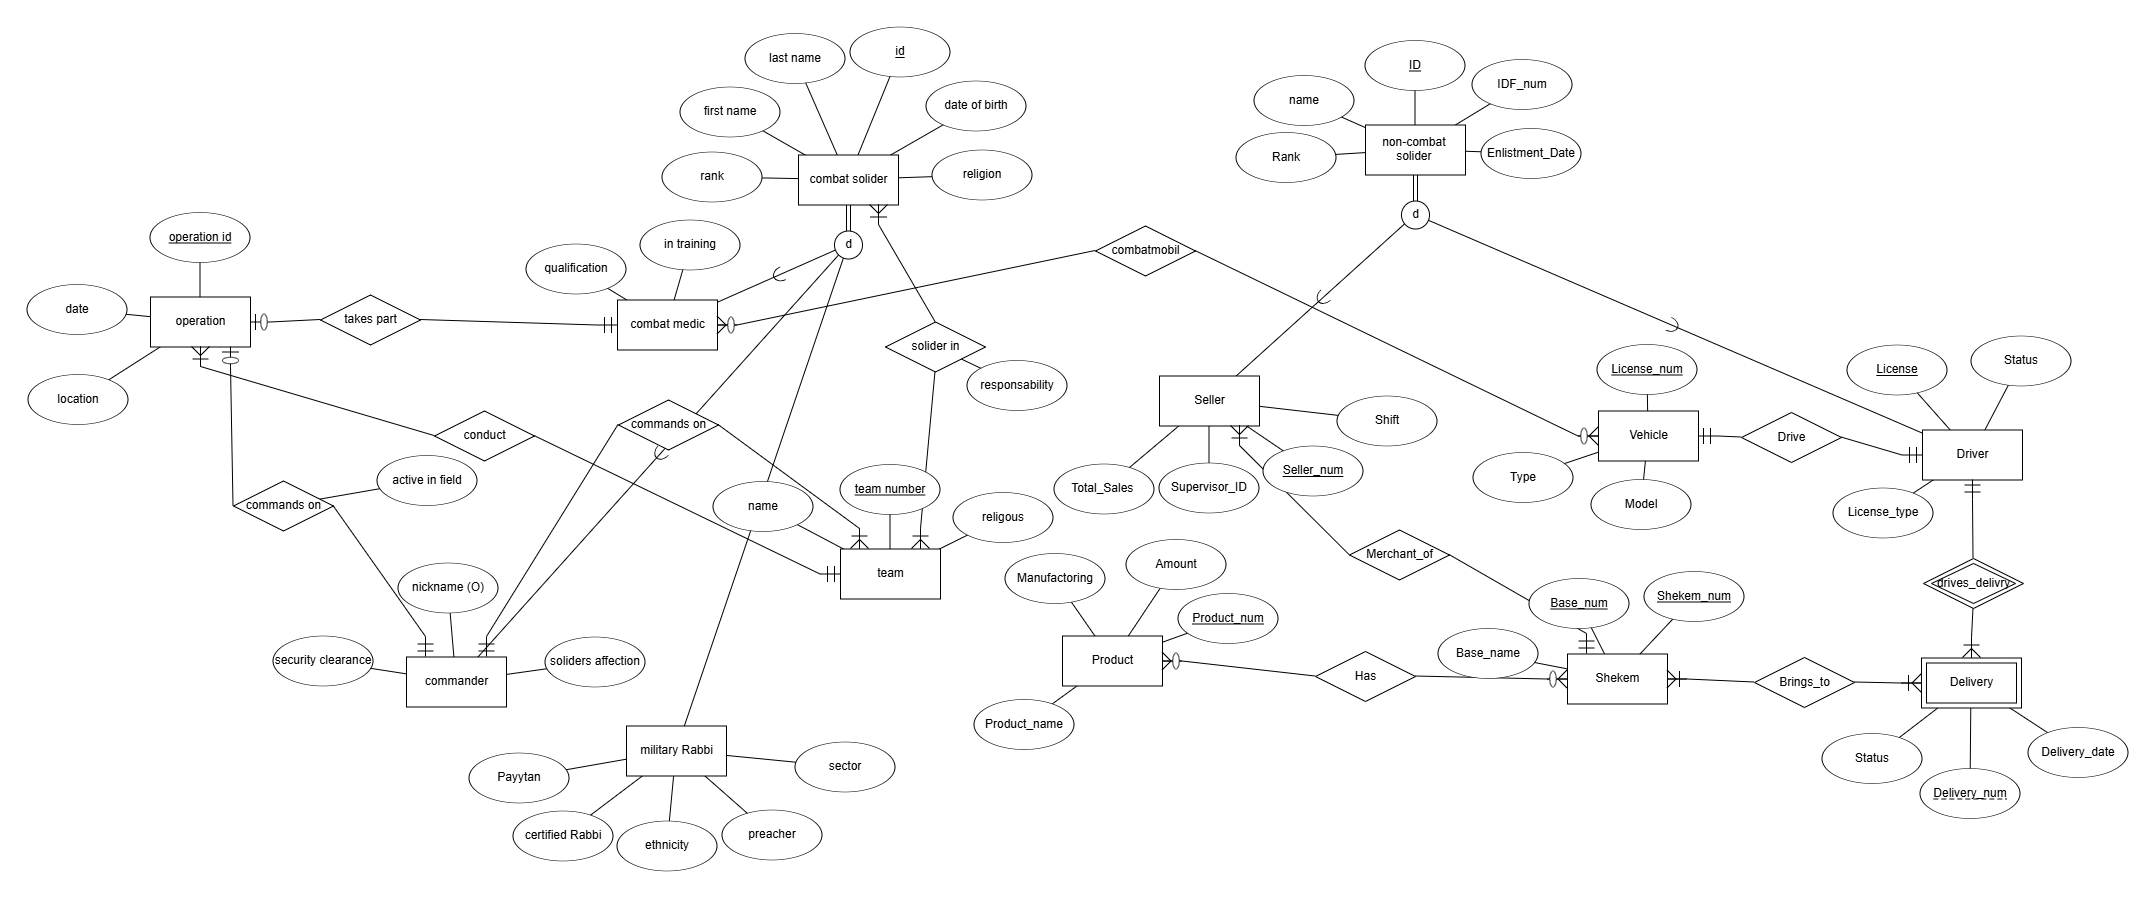 last name
id
first name
date of birth
rank
combat solider
religion
d
ID
IDF_num
name
non-combat
solider
Rank
Enlistment_Date
d
operation id
date
operation
location
takes part
qualification
in training
combat medic
combatmobil
solider in
responsability
conduct
commands on
commands on
active in field
name
team number
religous
team
nickname (O)
security clearance
soliders affection
commander
military Rabbi
Payytan
sector
certified Rabbi
ethnicity
preacher
Seller
Shift
Total_Sales
Supervisor_ID
Seller_num
License_num
Vehicle
Type
Model
Drive
License
Status
Driver
License_type
Merchant_of
drives_delivry
Manufactoring
Amount
Product_num
Product
Product_name
Has
Base_num
Shekem_num
Base_name
Shekem
Brings_to
Delivery
Status
Delivery_num
Delivery_date